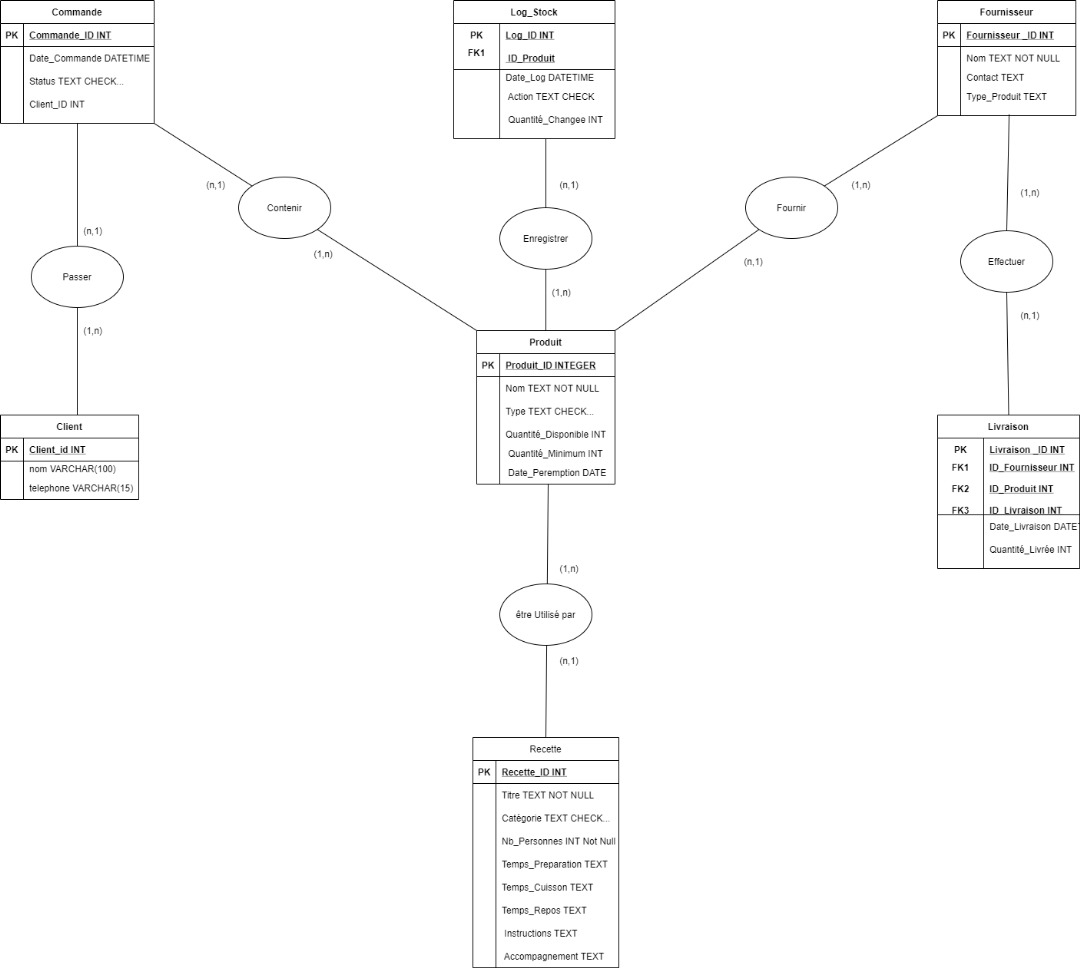 Commande
PK Commande_ID INT
Date_Commande DATETIME
Status TEXT CHECK...
Client_ID INT
Log_Stock
PK Log_ID INT
FK1 ID_Produit
Date_Log DATETIME
Action TEXT CHECK
Quantité_Changee INT
Fournisseur
PK Fournisseur _ID INT
Nom TEXT NOT NULL
Contact TEXT
Type_Produit TEXT
(n,1)
Contenir
(1,n)
(n,1)
Enregistrer
(1,n)
(1,n)
Fournir
(n,1)
(1,n)
Effectuer
(n,1)
(n,1)
Passer
(1,n)
Produit
PK Produit_ID INTEGER
Nom TEXT NOT NULL
Type TEXT CHECK...
Quantité_Disponible INT
Quantité_Minimum INT
Date_Peremption DATE
Client
PK Client_id INT
nom VARCHAR(100)
telephone VARCHAR(15)
Livraison
PK Livraison _ID INT
FK1 ID_Fournisseur INT
FK2 ID_Produit INT
FK3 ID_Livraison INT
Date_Livraison DATET
Quantité_Livrée INT
(1,n)
être Utilisé par
(n,1)
Recette
PK Recette_ID INT
Titre TEXT NOT NULL
Catégorie TEXT CHECK...
Nb_Personnes INT Not Null
Temps_Preparation TEXT
Temps_Cuisson TEXT
Temps_Repos TEXT
Instructions TEXT
Accompagnement TEXT